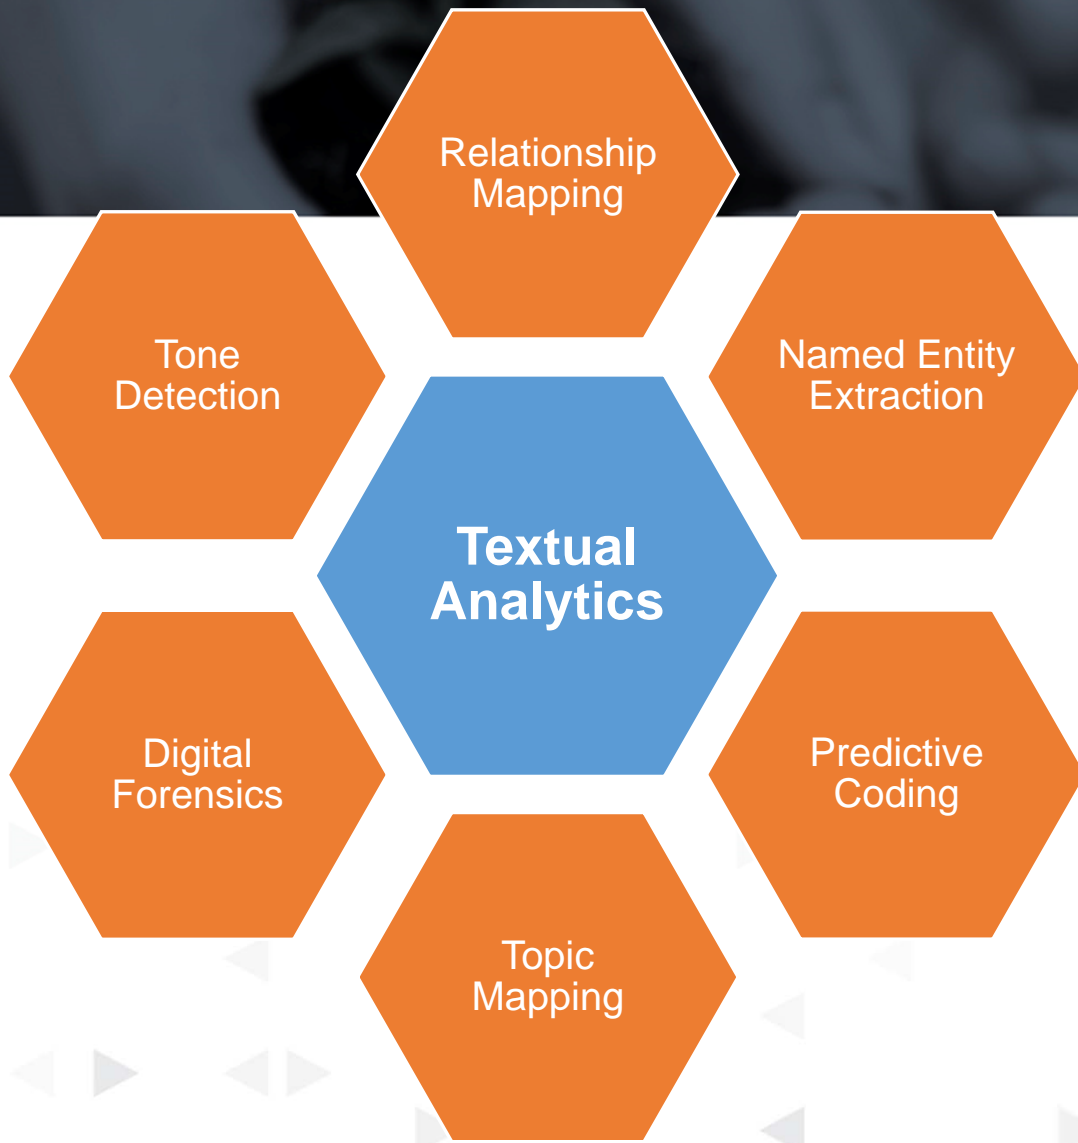 Relationship
Mapping
Tone
Detection
Named Entity
Extraction
Textual
Analytics
Digital
Forensics
Predictive
Coding
Topic
Mapping